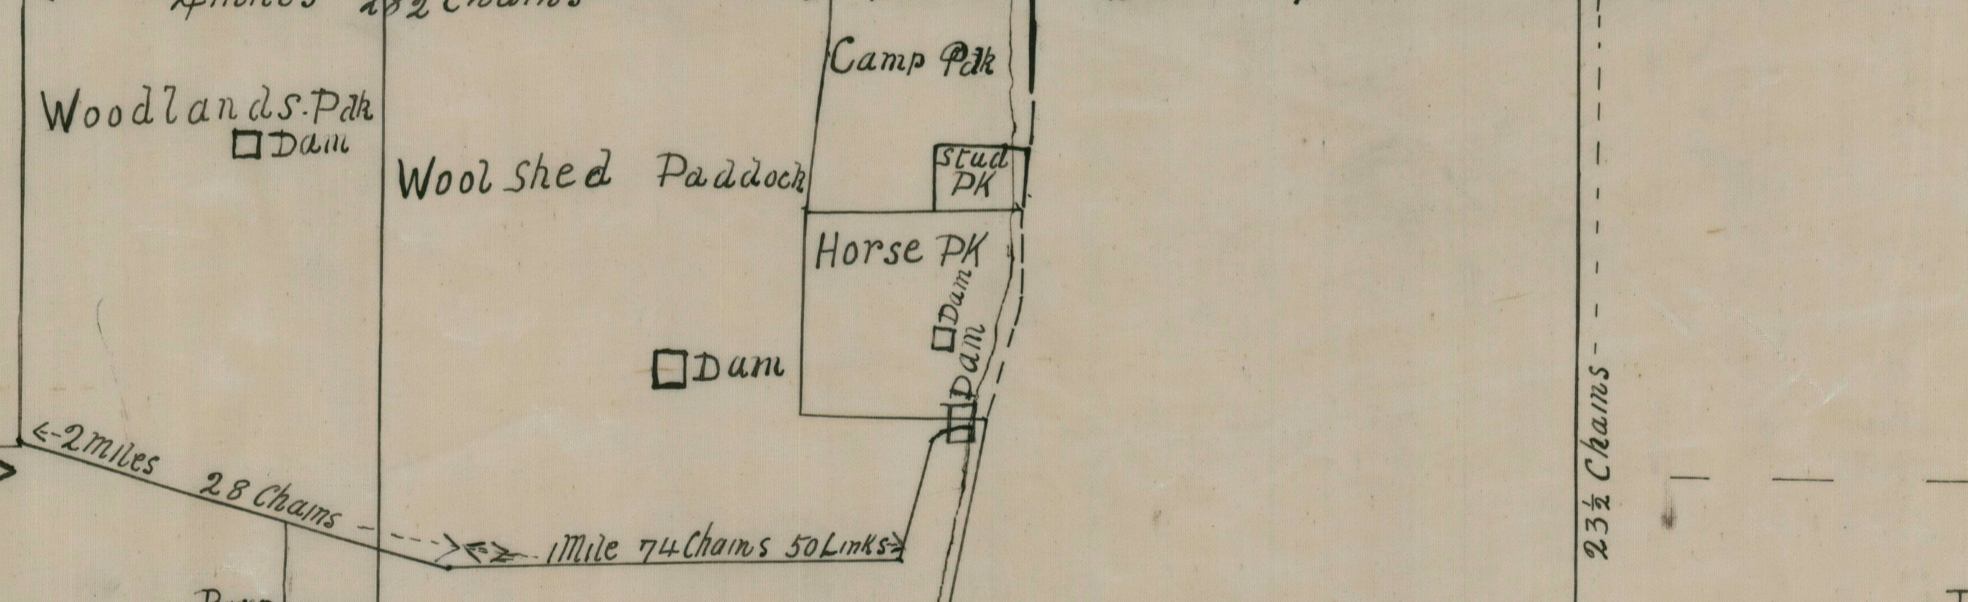 Camp Pdk
Woodlands. Pdk
Dam
Wool shed Paddock
stud
PK
Horse PK
Dam
Dam
Dam
2 Miles 28 Chains
1 Mile 74 Chains 50 Links
23½ Chains